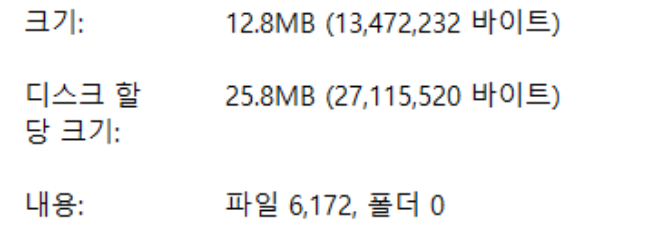 크기: 12.8MB (13,472,232 바이트)
디스크 할 25.8MB (27,115,520 바이트)
당 크기:
내용: 파일 6,172, 폴더 0